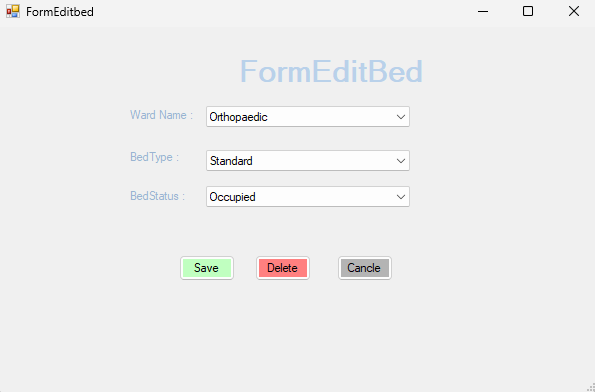 FormEditbed
FormEditBed
Ward Name : Orthopaedic
BedType : Standard
BedStatus : Occupied
Save Delete Cancle